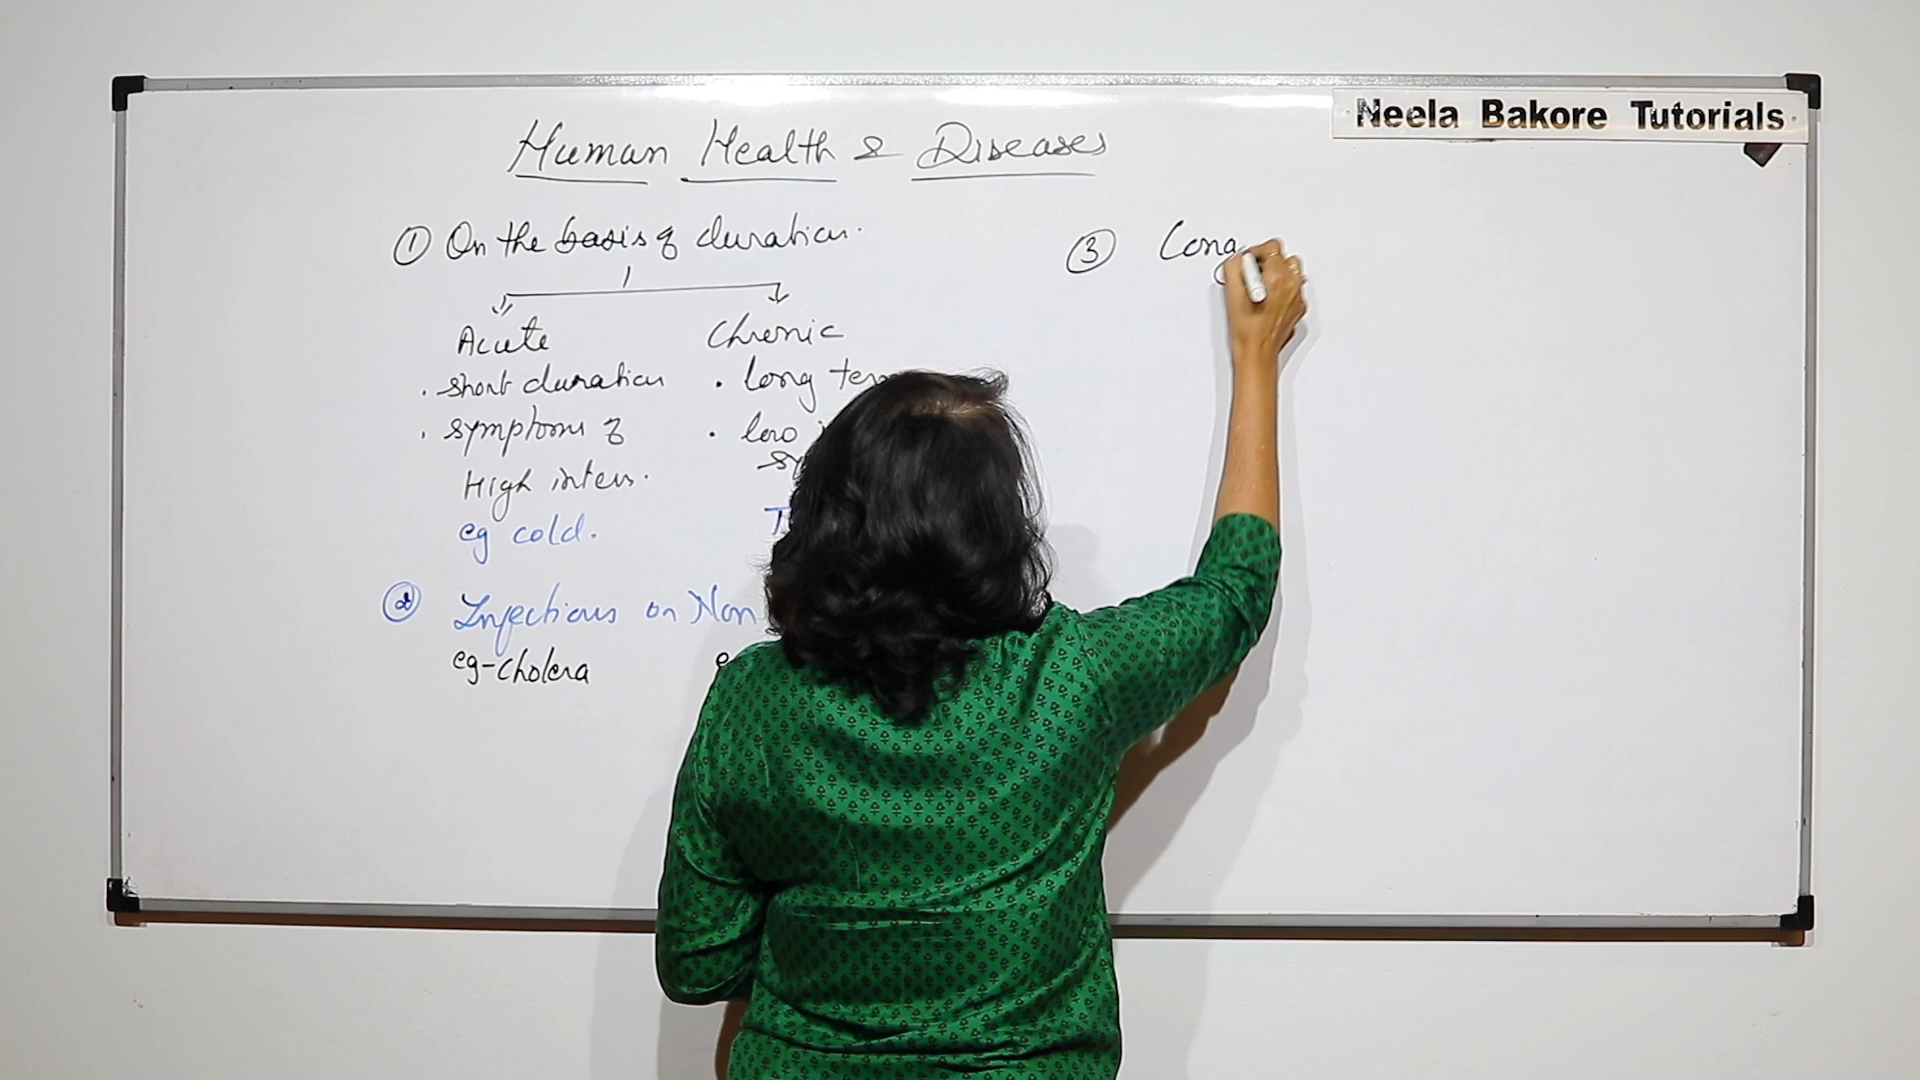 Neela Bakore Tutorials
Human Health & Diseases
① On the basis of duration.
Acute
. short duration
. symptoms of
High intens.
eg cold.
Chronic
. long
. low
② Infectious or Non
eg-cholera
③ Cong